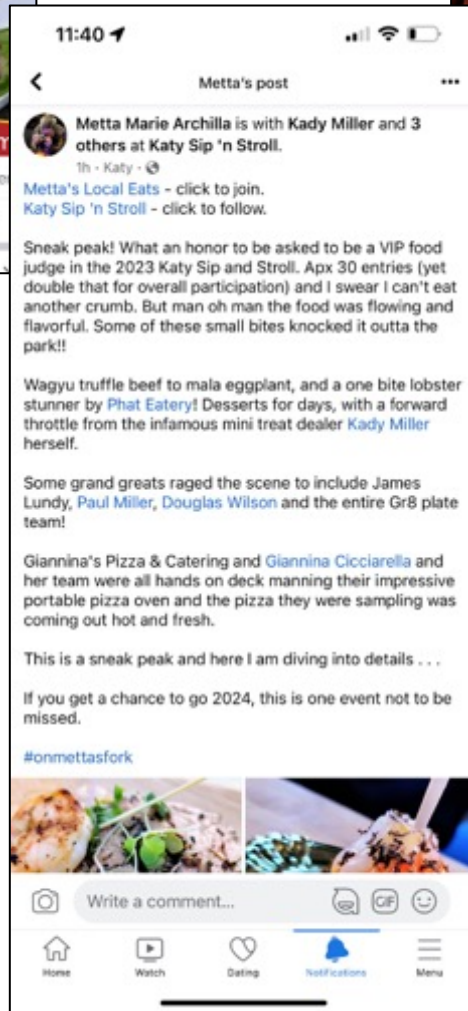 11:40
Metta's post
Metta Marie Archilla is with Kady Miller and 3
others at Katy Sip 'n Stroll.
1h · Katy ·
Metta's Local Eats - click to join.
Katy Sip 'n Stroll - click to follow.
Sneak peak! What an honor to be asked to be a VIP food
judge in the 2023 Katy Sip and Stroll. Apx 30 entries (yet
double that for overall participation) and I swear I can't eat
another crumb. But man oh man the food was flowing and
flavorful. Some of these small bites knocked it outta the
park!!
Wagyu truffle beef to mala eggplant, and a one bite lobster
stunner by Phat Eatery! Desserts for days, with a forward
throttle from the infamous mini treat dealer Kady Miller
herself.
Some grand greats raged the scene to include James
Lundy, Paul Miller, Douglas Wilson and the entire Gr8 plate
team!
Giannina's Pizza & Catering and Giannina Cicciarella and
her team were all hands on deck manning their impressive
portable pizza oven and the pizza they were sampling was
coming out hot and fresh.
This is a sneak peak and here I am diving into details . . .
If you get a chance to go 2024, this is one event not to be
missed.
#onmettasfork
Write a comment...
GIF
Home
Watch
Dating
Notifications
Menu